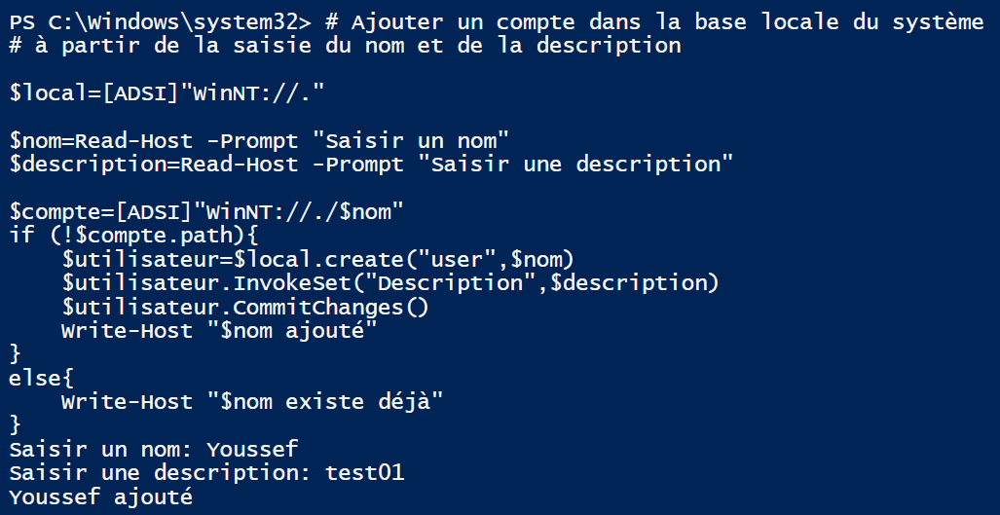 PS C:\Windows\system32> # Ajouter un compte dans la base locale du système
# à partir de la saisie du nom et de la description
$local=[ADSI]"WinNT://."
$nom=Read-Host -Prompt "Saisir un nom"
$description=Read-Host -Prompt "Saisir une description"
$compte=[ADSI]"WinNT://./$nom"
if (!$compte.path){
    $utilisateur=$local.create("user",$nom)
    $utilisateur.InvokeSet("Description",$description)
    $utilisateur.CommitChanges()
    Write-Host "$nom ajouté"
}
else{
    Write-Host "$nom existe déjà"
}
Saisir un nom: Youssef
Saisir une description: test01
Youssef ajouté